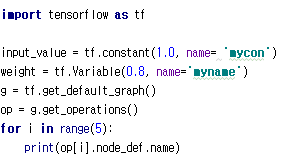 import tensorflow as tf
input_value = tf.constant(1.0, name= 'mycon')
weight = tf.Variable(0.8, name='myname')
g = tf.get_default_graph()
op = g.get_operations()
for i in range(5):
    print(op[i].node_def.name)